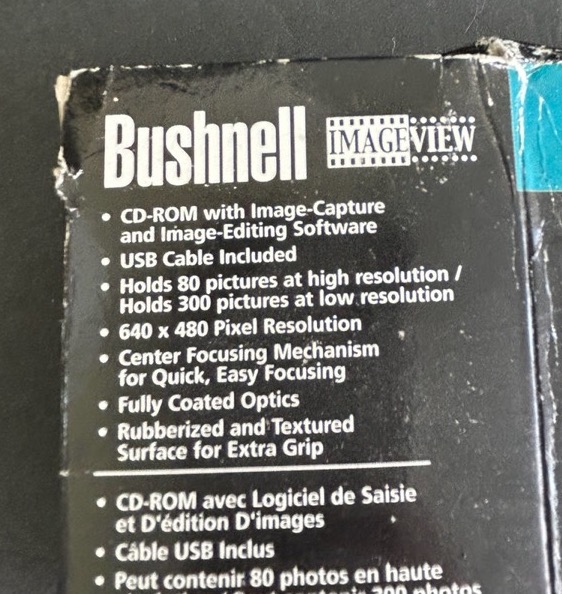 Bushnell IMAGEVIEW
• CD-ROM with Image-Capture
and Image-Editing Software
• USB Cable Included
• Holds 80 pictures at high resolution /
Holds 300 pictures at low resolution
• 640 x 480 Pixel Resolution
• Center Focusing Mechanism
for Quick, Easy Focusing
• Fully Coated Optics
• Rubberized and Textured
Surface for Extra Grip
• CD-ROM avec Logiciel de Saisie
et D'édition D'images
• Câble USB Inclus
• Peut contenir 80 photos en haute
300 photos